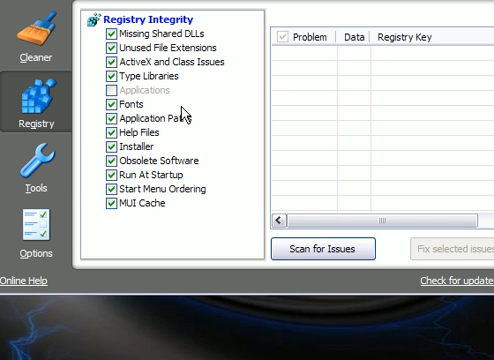 Cleaner
Registry
Tools
Options
Registry Integrity
Missing Shared DLLs
Unused File Extensions
ActiveX and Class Issues
Type Libraries
Applications
Fonts
Application Paths
Help Files
Installer
Obsolete Software
Run At Startup
Start Menu Ordering
MUI Cache
Problem Data Registry Key
Scan for Issues
Fix selected issues
Online Help
Check for update